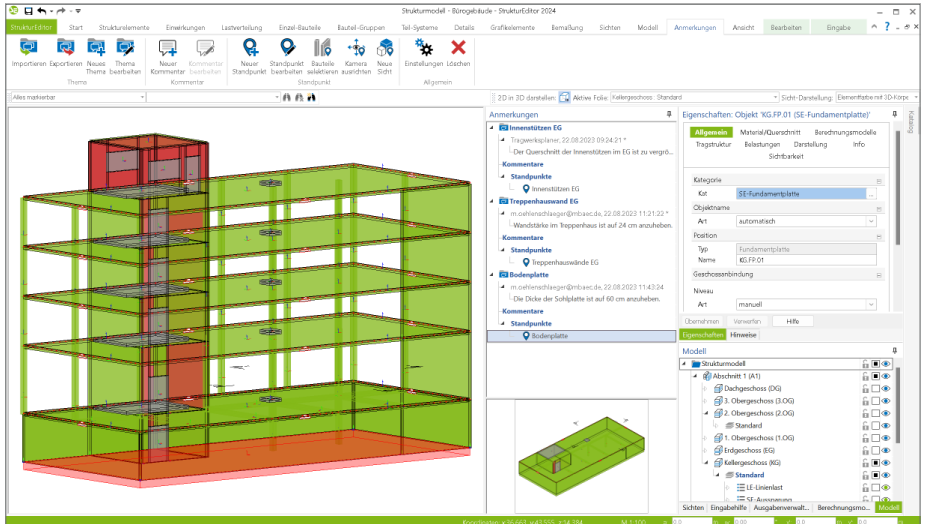 Strukturmodell - Bürogebäude - StrukturEditor 2024
StrukturEditor Start Strukturelemente Einwirkungen Lastverteilung Einzel-Bauteile Bauteil-Gruppen Teil-Systeme Details Grafikelemente Bemaßung Sichten Modell Anmerkungen Ansicht Bearbeiten Eingabe
Importieren Exportieren Neues Thema Neuer Kommentar Neuer Standpunkt Bauteile Kamera Neue Einstellungen Löschen
Thema bearbeiten Kommentar bearbeiten Standpunkt bearbeiten selektieren ausrichten Sicht
Thema Kommentar Standpunkt Allgemein
Alles markierbar
2D in 3D darstellen: Aktive Folie: Kellergeschoss : Standard Sicht-Darstellung: Elementfarbe mit 3D-Körpe
Anmerkungen
Innenstützen EG
Tragwerksplaner, 22.08.2023 09:24:21 *
Der Querschnitt der Innenstützen im EG ist zu vergrö...
Kommentare
Standpunkte
Innenstützen EG
Treppenhauswand EG
m.oehlenschlaeger@mbaec.de, 22.08.2023 11:21:22 *
Wandstärke im Treppenhaus ist auf 24 cm anzuheben.
Kommentare
Standpunkte
Treppenhauswände EG
Bodenplatte
m.oehlenschlaeger@mbaec.de, 22.08.2023 11:43:24
Die Dicke der Sohlplatte ist auf 60 cm anzuheben.
Kommentare
Standpunkte
Bodenplatte
Eigenschaften: Objekt 'KG.FP.01 (SE-Fundamentplatte)'
Allgemein Material/Querschnitt Berechnungsmodelle
Tragstruktur Belastungen Darstellung Info
Sichtbarkeit
Kategorie
Kat SE-Fundamentplatte ...
Objektname
Art automatisch
Position
Typ Fundamentplatte
Name KG.FP.01
Geschossanbindung
Niveau
Art manuell
Übernehmen Verwerfen Hilfe
Eigenschaften Hinweise
Katalog
Modell
Strukturmodell
Abschnitt 1 (A1)
Dachgeschoss (DG)
3. Obergeschoss (3.OG)
2. Obergeschoss (2.OG)
Standard
1. Obergeschoss (1.OG)
Erdgeschoss (EG)
Kellergeschoss (KG)
Standard
LE-Linienlast
SE-Aussparung
Sichten Eingabehilfe Ausgabenverwalt... Berechnungsmo... Modell
M 1:100